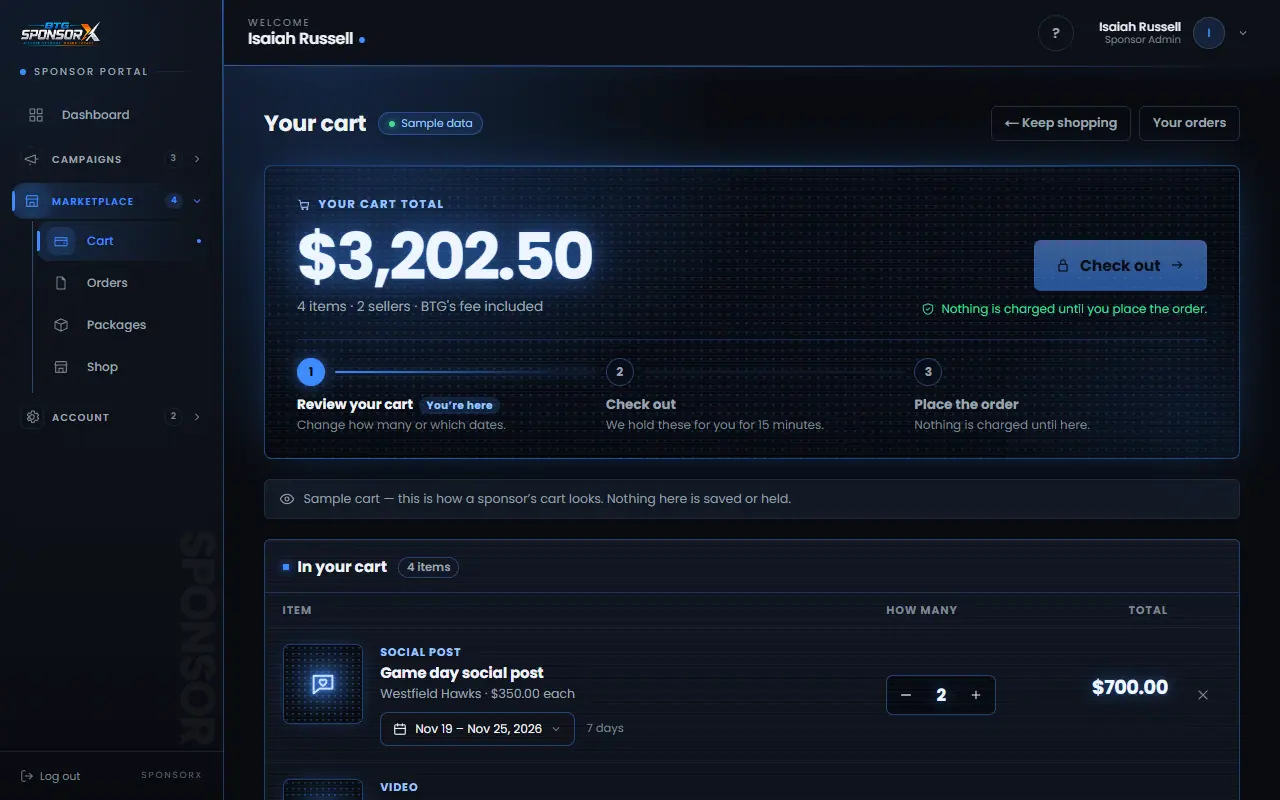 BTG
SPONSORX
SPONSOR PORTAL
Dashboard
CAMPAIGNS 3
MARKETPLACE 4
Cart
Orders
Packages
Shop
ACCOUNT 2
SPONSOR
Log out SPONSORX
WELCOME
Isaiah Russell
?
Isaiah Russell
Sponsor Admin
I
Your cart
Sample data
← Keep shopping
Your orders
YOUR CART TOTAL
$3,202.50
4 items · 2 sellers · BTG's fee included
Check out →
Nothing is charged until you place the order.
1
Review your cart You're here
Change how many or which dates.
2
Check out
We hold these for you for 15 minutes.
3
Place the order
Nothing is charged until here.
Sample cart — this is how a sponsor's cart looks. Nothing here is saved or held.
In your cart 4 items
ITEM HOW MANY TOTAL
SOCIAL POST
Game day social post
Westfield Hawks · $350.00 each
Nov 19 – Nov 25, 2026 7 days
− 2 +
$700.00
VIDEO